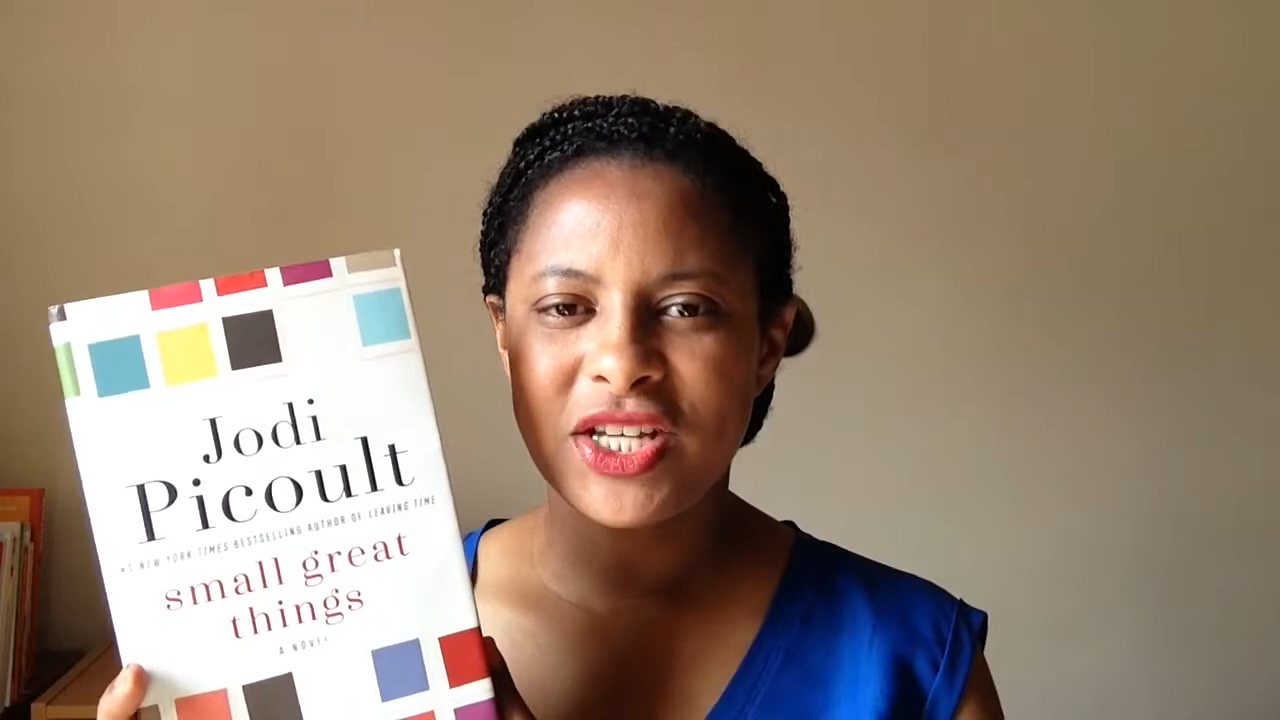 Jodi
Picoult
#1 NEW YORK TIMES BESTSELLING AUTHOR OF LEAVING TIME
small great
things
A NOVEL